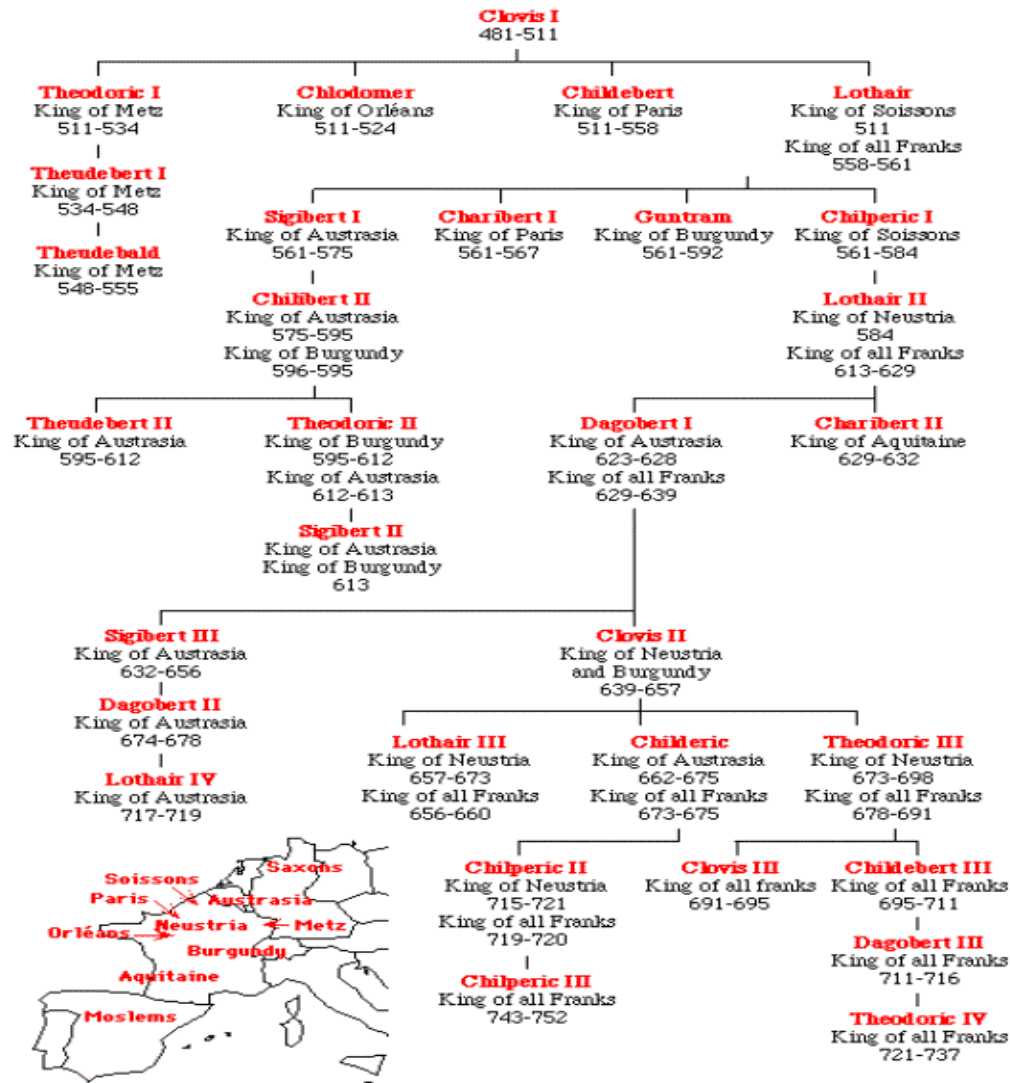 Clovis I
481-511
Theodoric I
King of Metz
511-534
Chlodomer
King of Orléans
511-524
Childebert
King of Paris
511-558
Lothair
King of Soissons
511
King of all Franks
558-561
Theudebert I
King of Metz
534-548
Theudebald
King of Metz
548-555
Sigibert I
King of Austrasia
561-575
Charibert I
King of Paris
561-567
Guntram
King of Burgundy
561-592
Chilperic I
King of Soissons
561-584
Chilibert II
King of Austrasia
575-595
King of Burgundy
596-595
Lothair II
King of Neustria
584
King of all Franks
613-629
Theudebert II
King of Austrasia
595-612
Theodoric II
King of Burgundy
595-612
King of Austrasia
612-613
Dagobert I
King of Austrasia
623-628
King of all Franks
629-639
Charibert II
King of Aquitaine
629-632
Sigibert II
King of Austrasia
King of Burgundy
613
Sigibert III
King of Austrasia
632-656
Clovis II
King of Neustria
and Burgundy
639-657
Dagobert II
King of Austrasia
674-678
Lothair IV
King of Austrasia
717-719
Lothair III
King of Neustria
657-673
King of all Franks
656-660
Childeric
King of Austrasia
662-675
King of all Franks
673-675
Theodoric III
King of Neustria
673-698
King of all Franks
678-691
Chilperic II
King of Neustria
715-721
King of all Franks
719-720
Clovis III
King of all franks
691-695
Childebert III
King of all Franks
695-711
Chilperic III
King of all Franks
743-752
Dagobert III
King of all Franks
711-716
Theodoric IV
King of all Franks
721-737
Saxons
Soissons
Paris
Austrasia
Orléans
Neustria
Metz
Burgundy
Aquitaine
Moslems